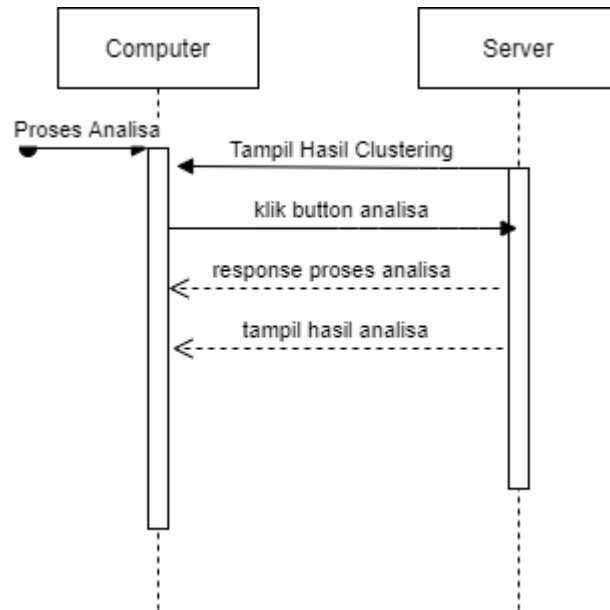 Computer
Server
Proses Analisa
Tampil Hasil Clustering
klik button analisa
response proses analisa
tampil hasil analisa